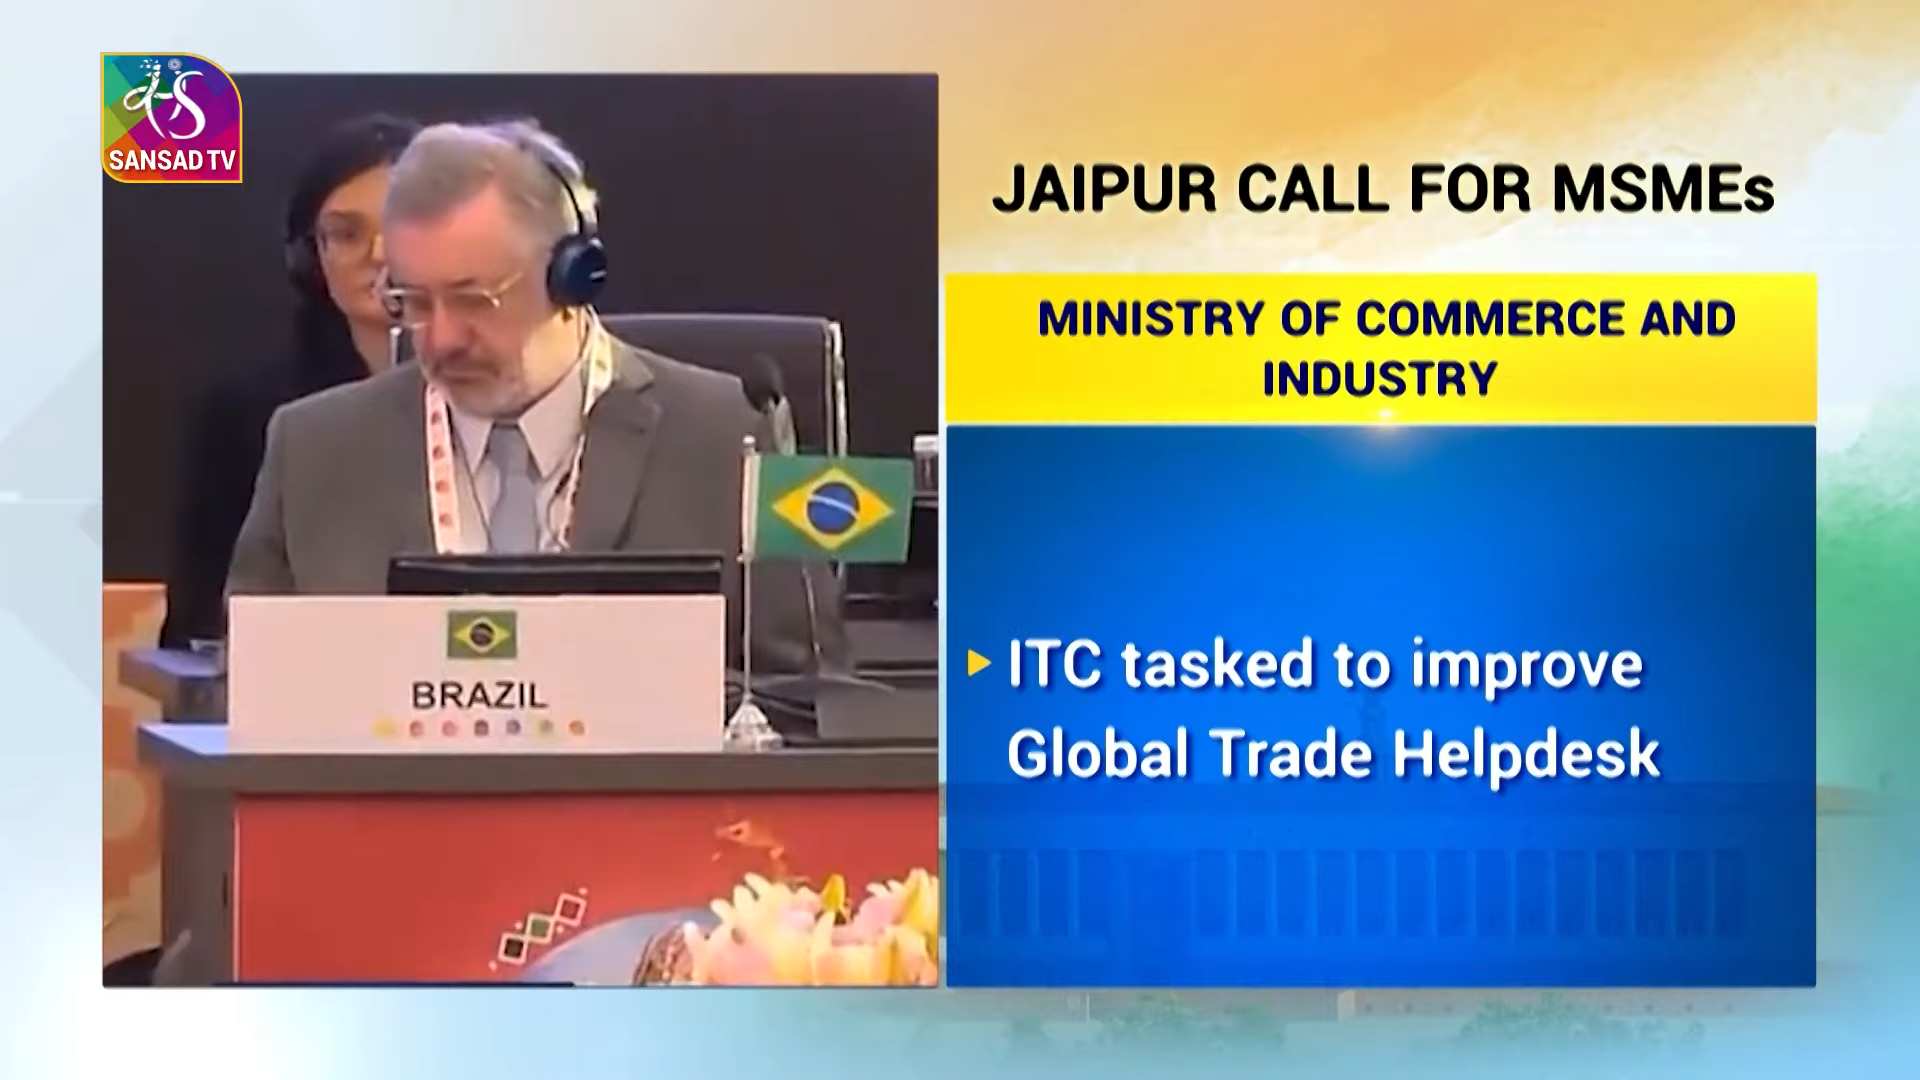 SANSAD TV
JAIPUR CALL FOR MSMEs
MINISTRY OF COMMERCE AND
INDUSTRY
ITC tasked to improve
Global Trade Helpdesk
BRAZIL